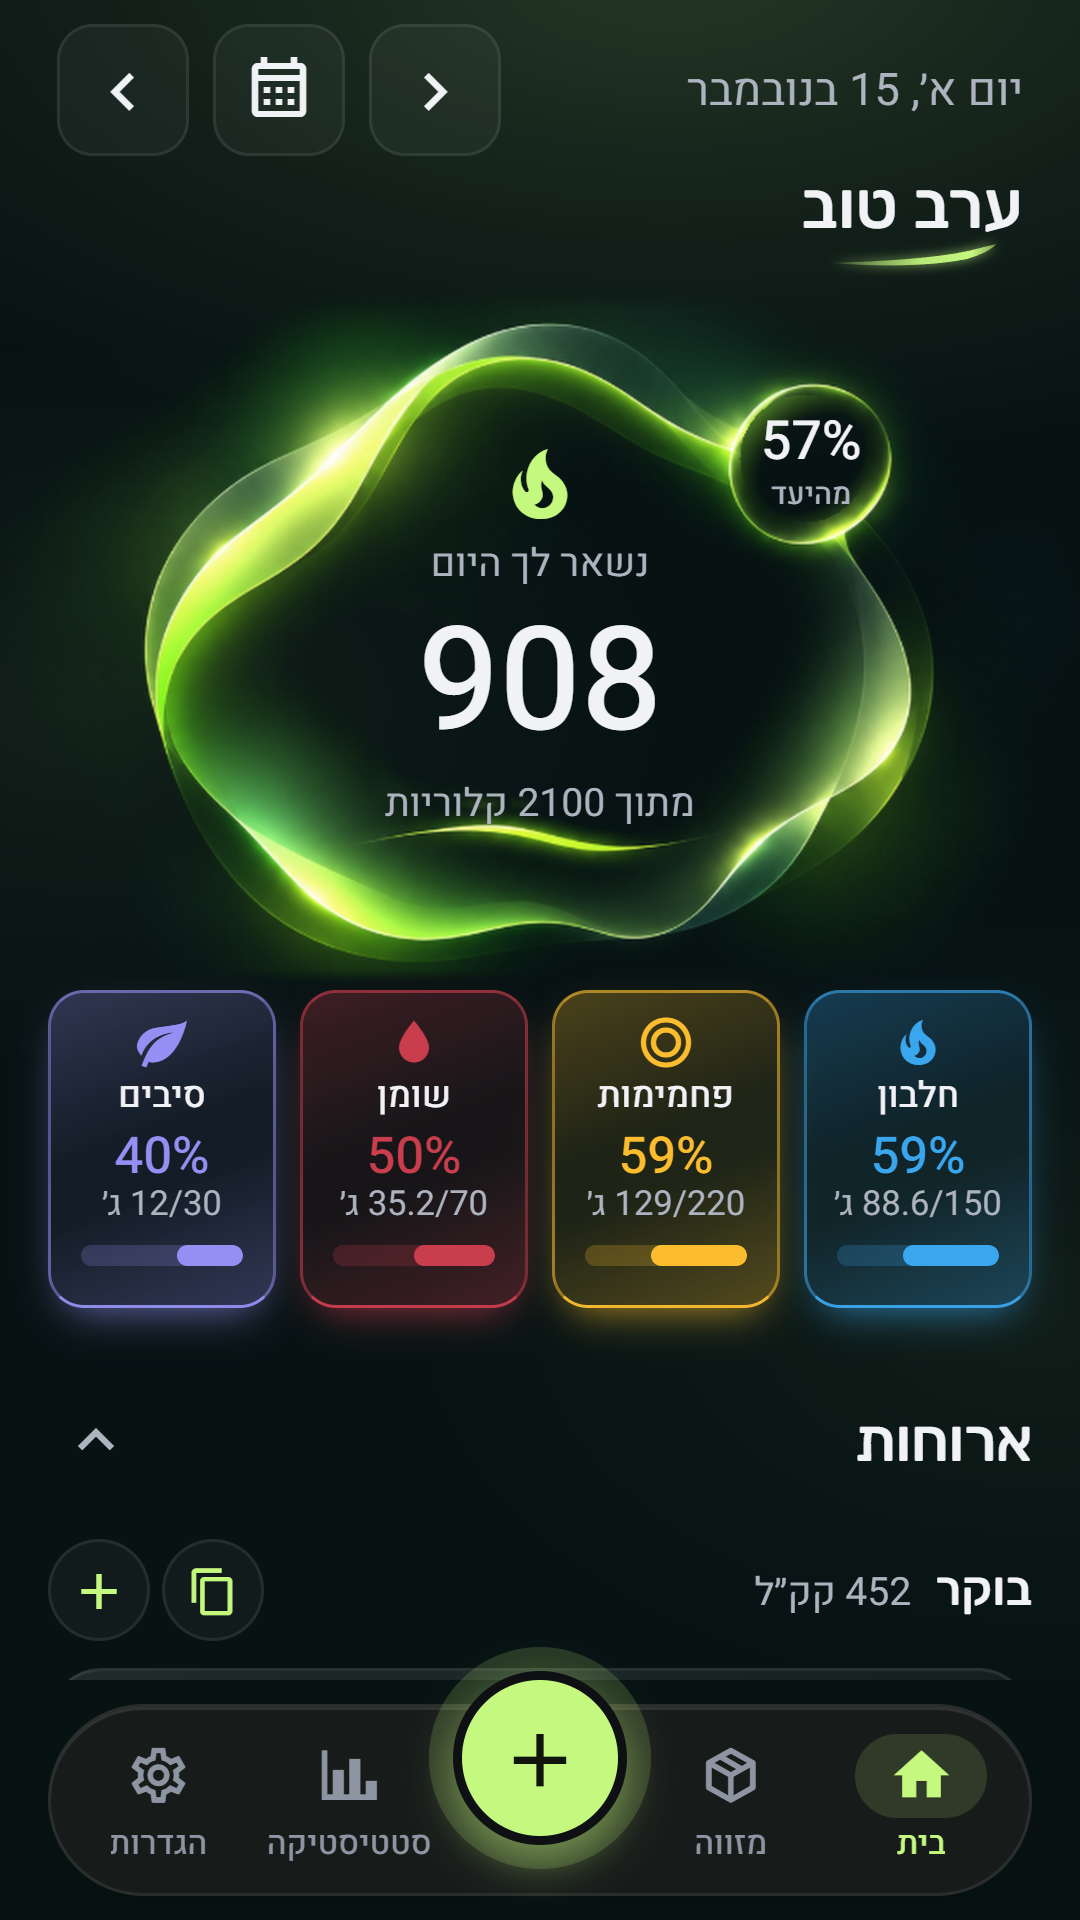 יום א׳, 15 בנובמבר
ערב טוב
57%
מהיעד
נשאר לך היום
908
מתוך 2100 קלוריות
חלבון
59%
88.6/150 ג׳
פחמימות
59%
129/220 ג׳
שומן
50%
35.2/70 ג׳
סיבים
40%
12/30 ג׳
ארוחות
בוקר 452 קק״ל
בית
מזווה
סטטיסטיקה
הגדרות